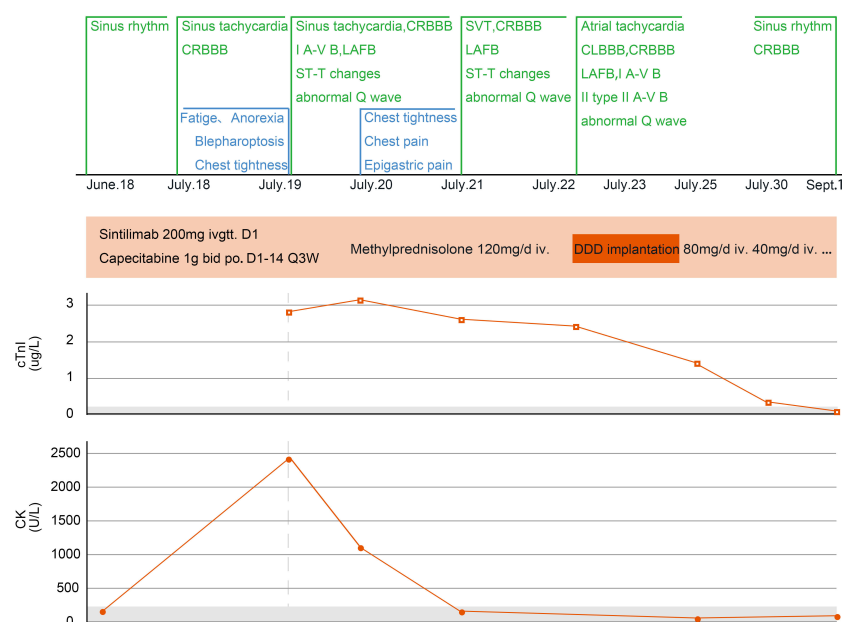 Sinus rhythm
Sinus tachycardia
CRBBB
Sinus tachycardia,CRBBB
I A-V B,LAFB
ST-T changes
abnormal Q wave
SVT,CRBBB
LAFB
ST-T changes
abnormal Q wave
Atrial tachycardia
CLBBB,CRBBB
LAFB,I A-V B
II type II A-V B
abnormal Q wave
Sinus rhythm
CRBBB
Fatige、Anorexia
Blepharoptosis
Chest tightness
Chest tightness
Chest pain
Epigastric pain
June.18 July.18 July.19 July.20 July.21 July.22 July.23 July.25 July.30 Sept.1
Sintilimab 200mg ivgtt. D1
Capecitabine 1g bid po. D1-14 Q3W
Methylprednisolone 120mg/d iv. DDD implantation 80mg/d iv. 40mg/d iv. ...
cTnI
(ug/L)
3
2
1
0
CK
(U/L)
2500
2000
1500
1000
500
0